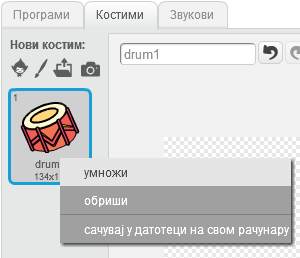 Програми Костими Звукови
Нови костим:
drum1
1
drum
134x1
умножи
обриши
сачувај у датотеци на свом рачунару